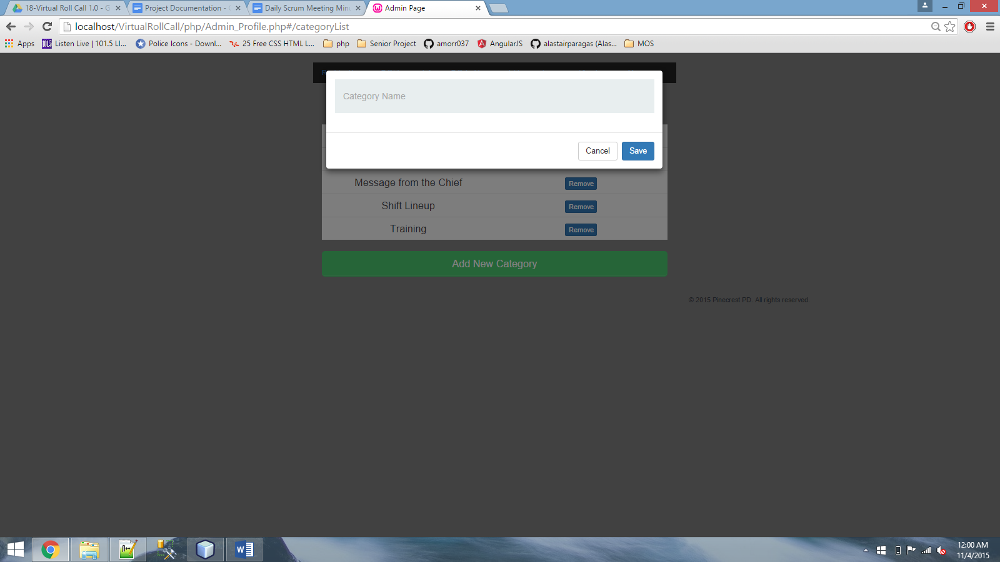 18-Virtual Roll Call 1.0 - G
Project Documentation -
Daily Scrum Meeting Minu
Admin Page
localhost/VirtualRollCall/php/Admin_Profile.php#/categoryList
Apps
Listen Live | 101.5 LI...
Police Icons - Downl...
25 Free CSS HTML L...
php
Senior Project
amorr037
AngularJS
alastairparagas (Alas...
MOS
Category Name
Cancel
Save
Message from the Chief
Remove
Shift Lineup
Remove
Training
Remove
Add New Category
© 2015 Pinecrest PD. All rights reserved.
12:00 AM
11/4/2015